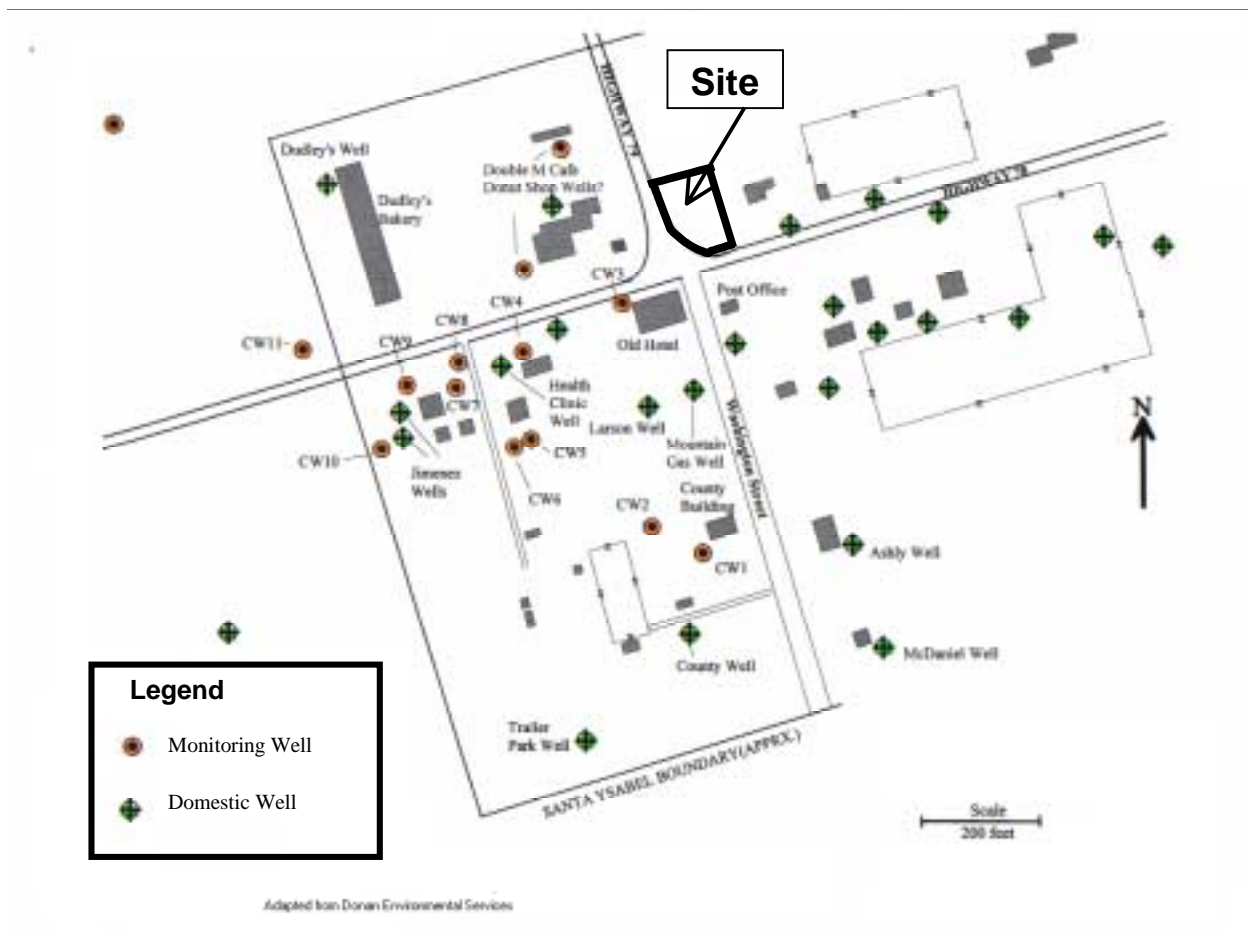 Site
HIGHWAY 79
Dudley's Well
Double M Cafe
Donut Shop Wells?
Dudley's
Bakery
HIGHWAY 78
CW3
Post Office
CW4
CW8
Old Hotel
CW11
CW9
Health
Clinic
Well
CW7
Larson Well
Washington Street
N
Mountain
Gas Well
CW5
CW10
Jimenez
Wells
CW6
CW2
County
Building
CW1
Ashly Well
McDaniel Well
County Well
Legend
Monitoring Well
Domestic Well
Trailer
Park Well
SANTA YSABEL BOUNDARY(APPRX.)
Scale
200 feet
Adapted from Donan Environmental Services